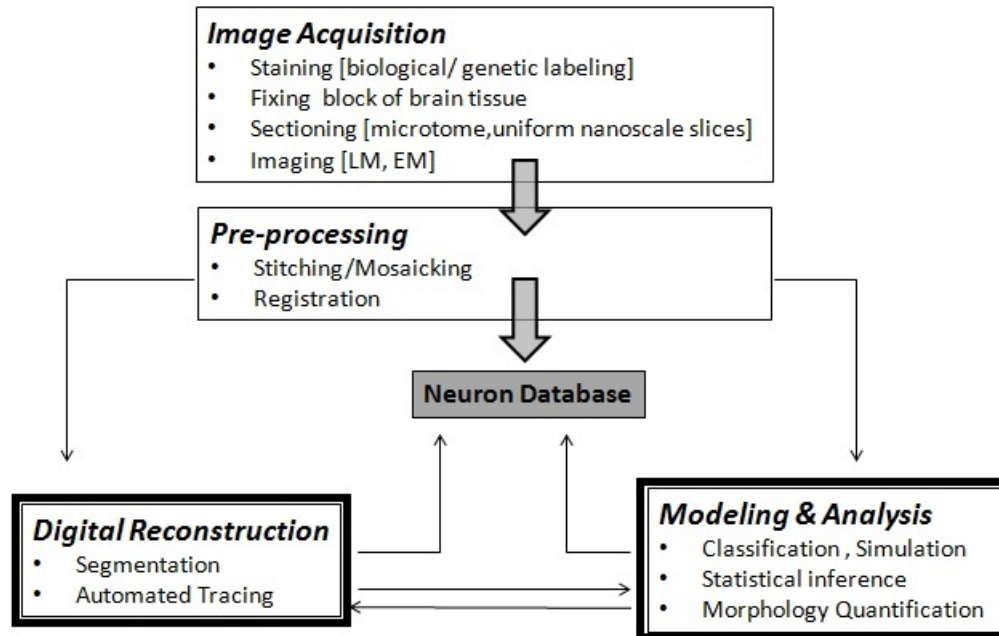 Image Acquisition
• Staining [biological/ genetic labeling]
• Fixing block of brain tissue
• Sectioning [microtome,uniform nanoscale slices]
• Imaging [LM, EM]
Pre-processing
• Stitching/Mosaicking
• Registration
Neuron Database
Digital Reconstruction
• Segmentation
• Automated Tracing
Modeling & Analysis
• Classification , Simulation
• Statistical inference
• Morphology Quantification